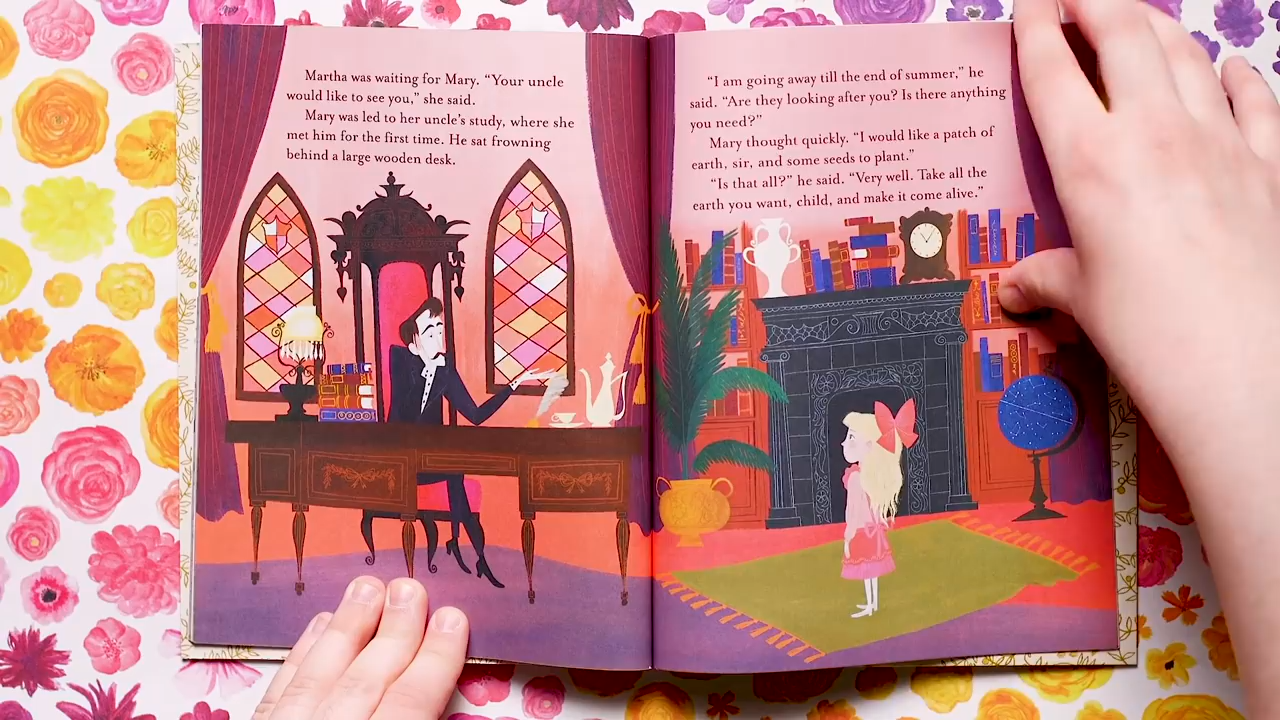 Martha was waiting for Mary. “Your uncle
would like to see you,” she said.
Mary was led to her uncle’s study, where she
met him for the first time. He sat frowning
behind a large wooden desk.
“I am going away till the end of summer,” he
said. “Are they looking after you? Is there anything
you need?”
Mary thought quickly. “I would like a patch of
earth, sir, and some seeds to plant.”
“Is that all?” he said. “Very well. Take all the
earth you want, child, and make it come alive.”